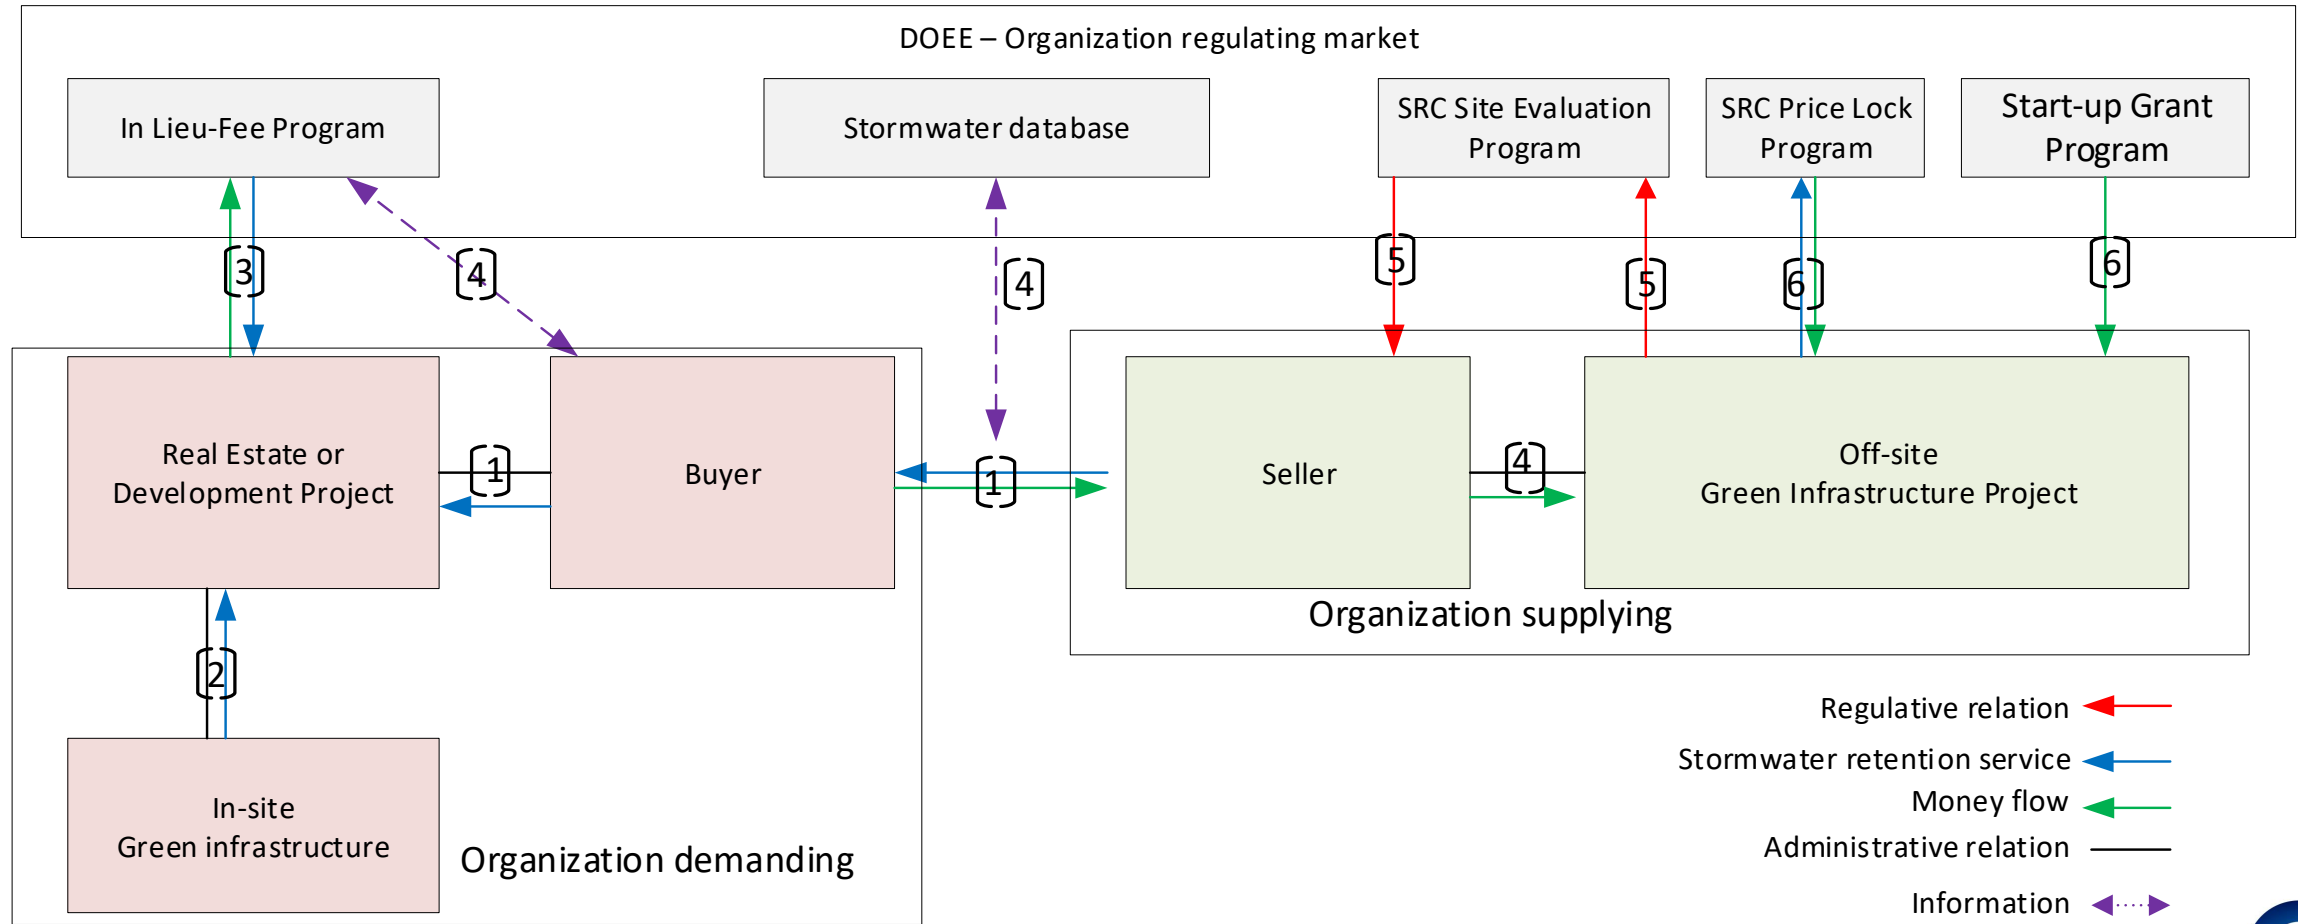 DOEE – Organization regulating market
In Lieu-Fee Program
Stormwater database
SRC Site Evaluation
Program
SRC Price Lock
Program
Start-up Grant
Program
3
4
4
5
5
6
6
Real Estate or
Development Project
1
Buyer
1
Seller
4
Off-site
Green Infrastructure Project
Organization supplying
2
In-site
Green infrastructure
Organization demanding
Regulative relation
Stormwater retention service
Money flow
Administrative relation
Information